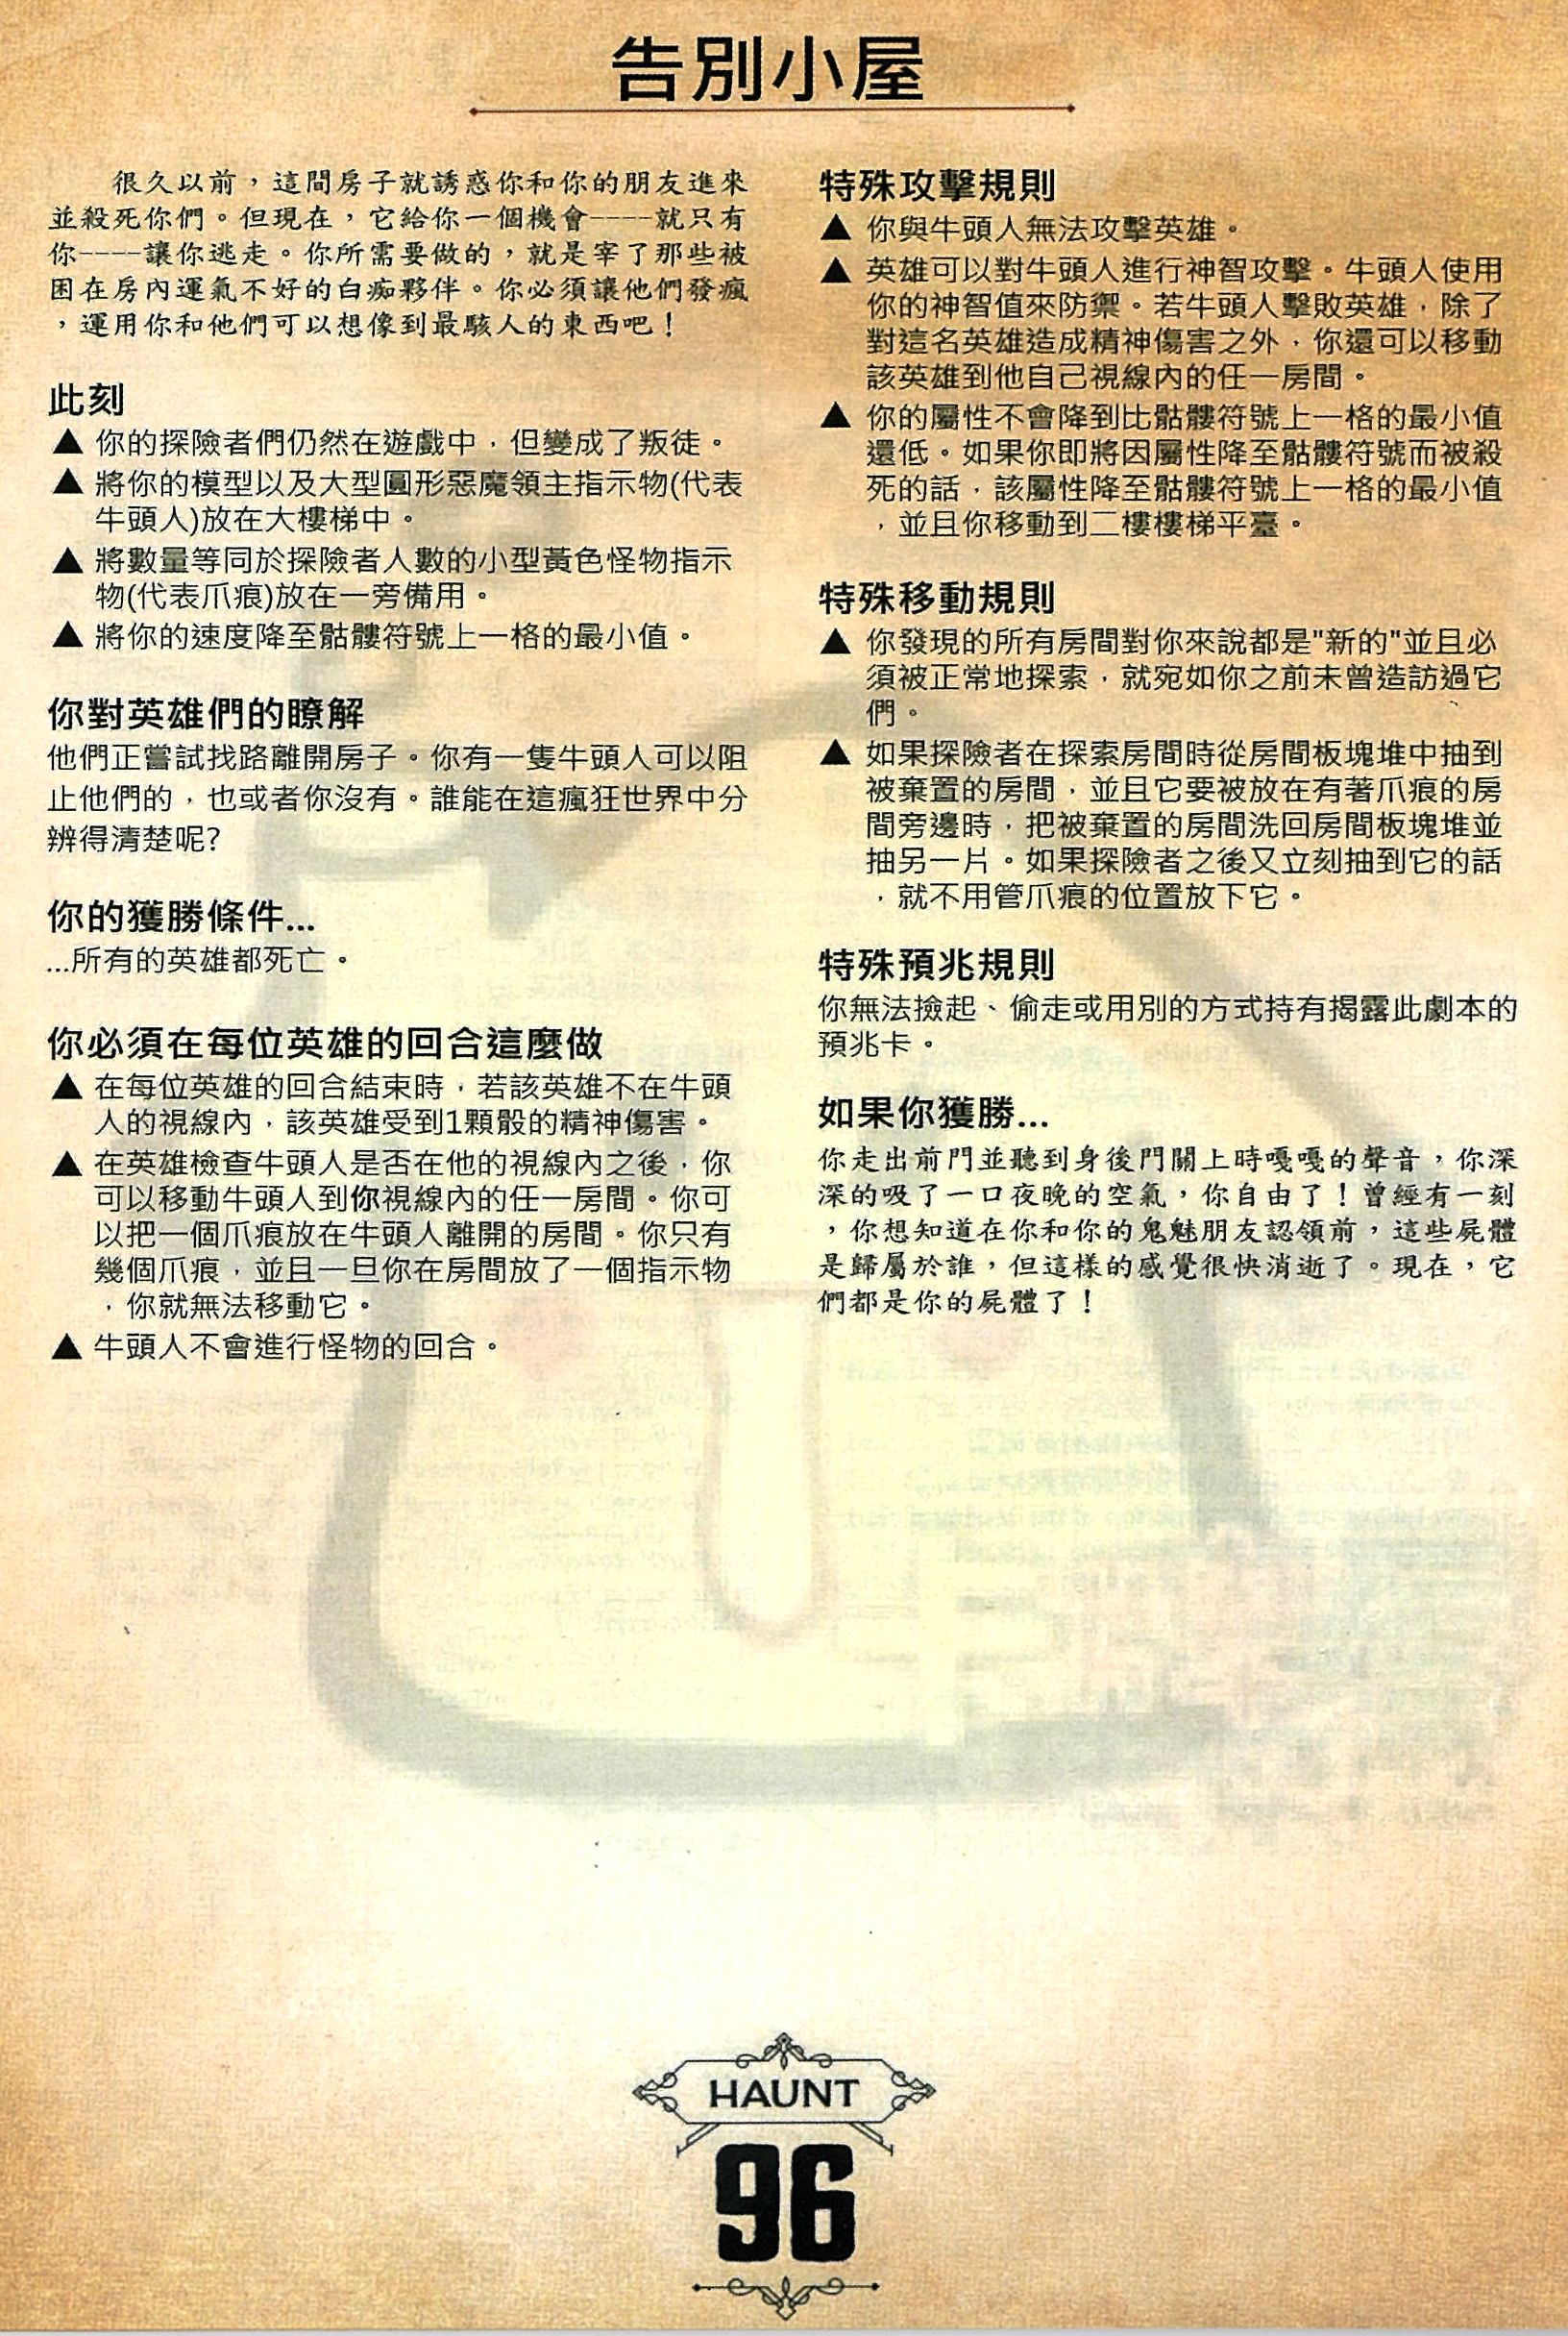 告別小屋
很久以前，這間房子就誘惑你和你的朋友進來
並殺死你們。但現在，它給你一個機會----就只有
你----讓你逃走。你所需要做的，就是宰了那些被
困在房內運氣不好的白痴夥伴。你必須讓他們發瘋
，運用你和他們可以想像到最駭人的東西吧！
此刻
▲ 你的探險者們仍然在遊戲中，但變成了叛徒。
▲ 將你的模型以及大型圓形惡魔領主指示物(代表
牛頭人)放在大樓梯中。
▲ 將數量等同於探險者人數的小型黃色怪物指示
物(代表爪痕)放在一旁備用。
▲ 將你的速度降至骷髏符號上一格的最小值。
你對英雄們的瞭解
他們正嘗試找路離開房子。你有一隻牛頭人可以阻
止他們的，也或者你沒有。誰能在這瘋狂世界中分
辨得清楚呢?
你的獲勝條件...
...所有的英雄都死亡。
你必須在每位英雄的回合這麼做
▲ 在每位英雄的回合結束時，若該英雄不在牛頭
人的視線內，該英雄受到1顆骰的精神傷害。
▲ 在英雄檢查牛頭人是否在他的視線內之後，你
可以移動牛頭人到你視線內的任一房間。你可
以把一個爪痕放在牛頭人離開的房間。你只有
幾個爪痕，並且一旦你在房間放了一個指示物
，你就無法移動它。
▲ 牛頭人不會進行怪物的回合。
特殊攻擊規則
▲ 你與牛頭人無法攻擊英雄。
▲ 英雄可以對牛頭人進行神智攻擊。牛頭人使用
你的神智值來防禦。若牛頭人擊敗英雄，除了
對這名英雄造成精神傷害之外，你還可以移動
該英雄到他自己視線內的任一房間。
▲ 你的屬性不會降到比骷髏符號上一格的最小值
還低。如果你即將因屬性降至骷髏符號而被殺
死的話，該屬性降至骷髏符號上一格的最小值
，並且你移動到二樓樓梯平臺。
特殊移動規則
▲ 你發現的所有房間對你來說都是"新的"並且必
須被正常地探索，就宛如你之前未曾造訪過它
們。
▲ 如果探險者在探索房間時從房間板塊堆中抽到
被棄置的房間，並且它要被放在有著爪痕的房
間旁邊時，把被棄置的房間洗回房間板塊堆並
抽另一片。如果探險者之後又立刻抽到它的話
，就不用管爪痕的位置放下它。
特殊預兆規則
你無法撿起、偷走或用別的方式持有揭露此劇本的
預兆卡。
如果你獲勝...
你走出前門並聽到身後門關上時嘎嘎的聲音，你深
深的吸了一口夜晚的空氣，你自由了！曾經有一刻
，你想知道在你和你的鬼魅朋友認領前，這些屍體
是歸屬於誰，但這樣的感覺很快消逝了。現在，它
們都是你的屍體了！
HAUNT
96